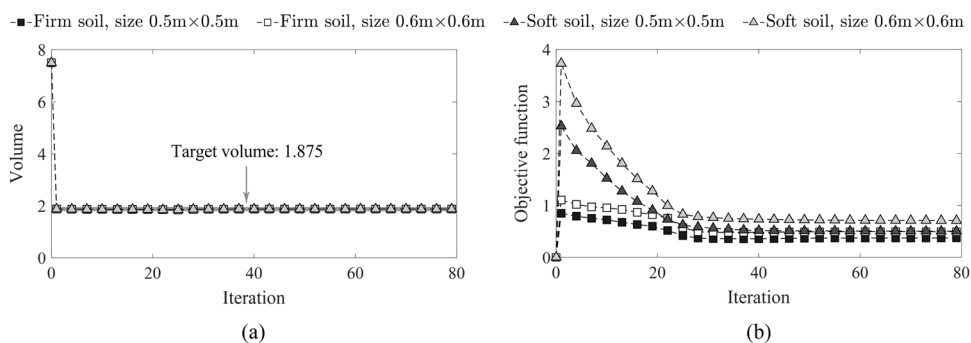 Firm soil, size 0.5m×0.5m Firm soil, size 0.6m×0.6m Soft soil, size 0.5m×0.5m Soft soil, size 0.6m×0.6m
8
6
4
2
0
Volume
Target volume: 1.875
0 20 40 60 80
Iteration
(a)
4
3
2
1
0
Objective function
0 20 40 60 80
Iteration
(b)